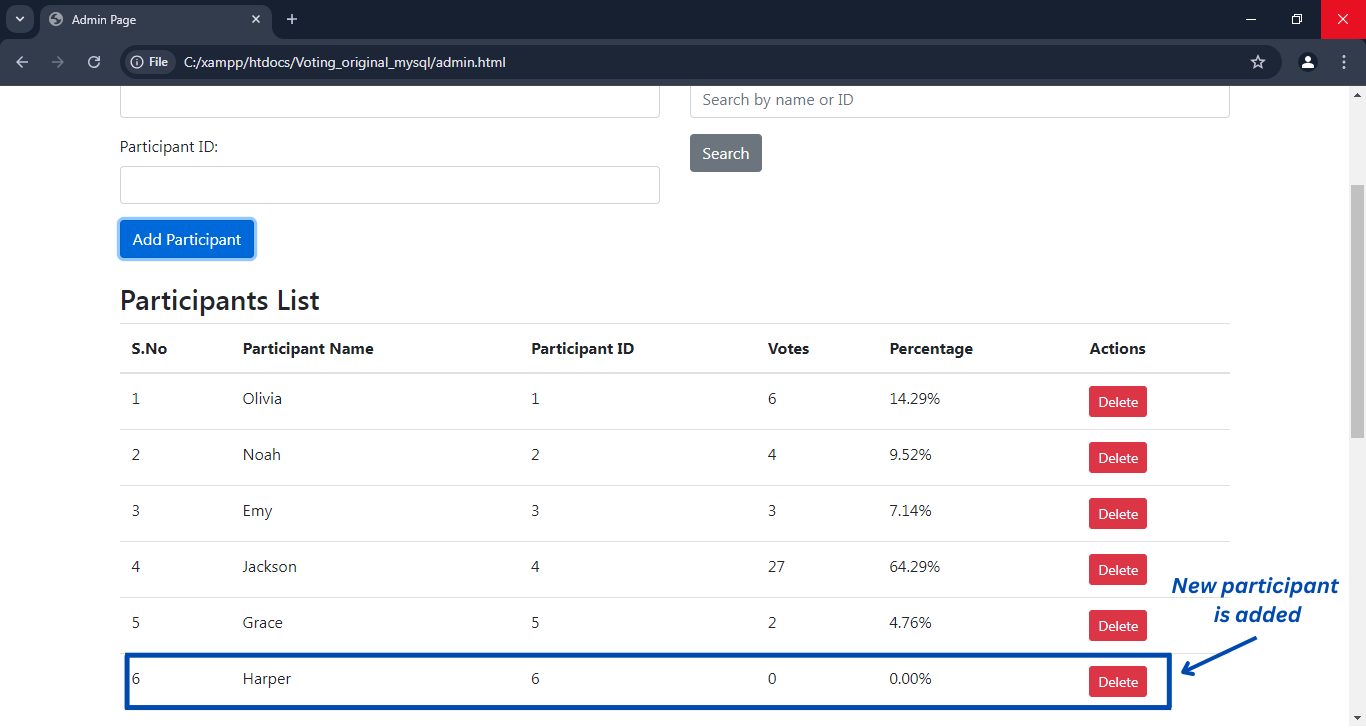 Admin Page
File C:/xampp/htdocs/Voting_original_mysql/admin.html
Search by name or ID
Participant ID:
Search
Add Participant
Participants List
S.No Participant Name Participant ID Votes Percentage Actions
1 Olivia 1 6 14.29% Delete
2 Noah 2 4 9.52% Delete
3 Emy 3 3 7.14% Delete
4 Jackson 4 27 64.29% Delete
5 Grace 5 2 4.76% Delete
New participant
is added
6 Harper 6 0 0.00% Delete